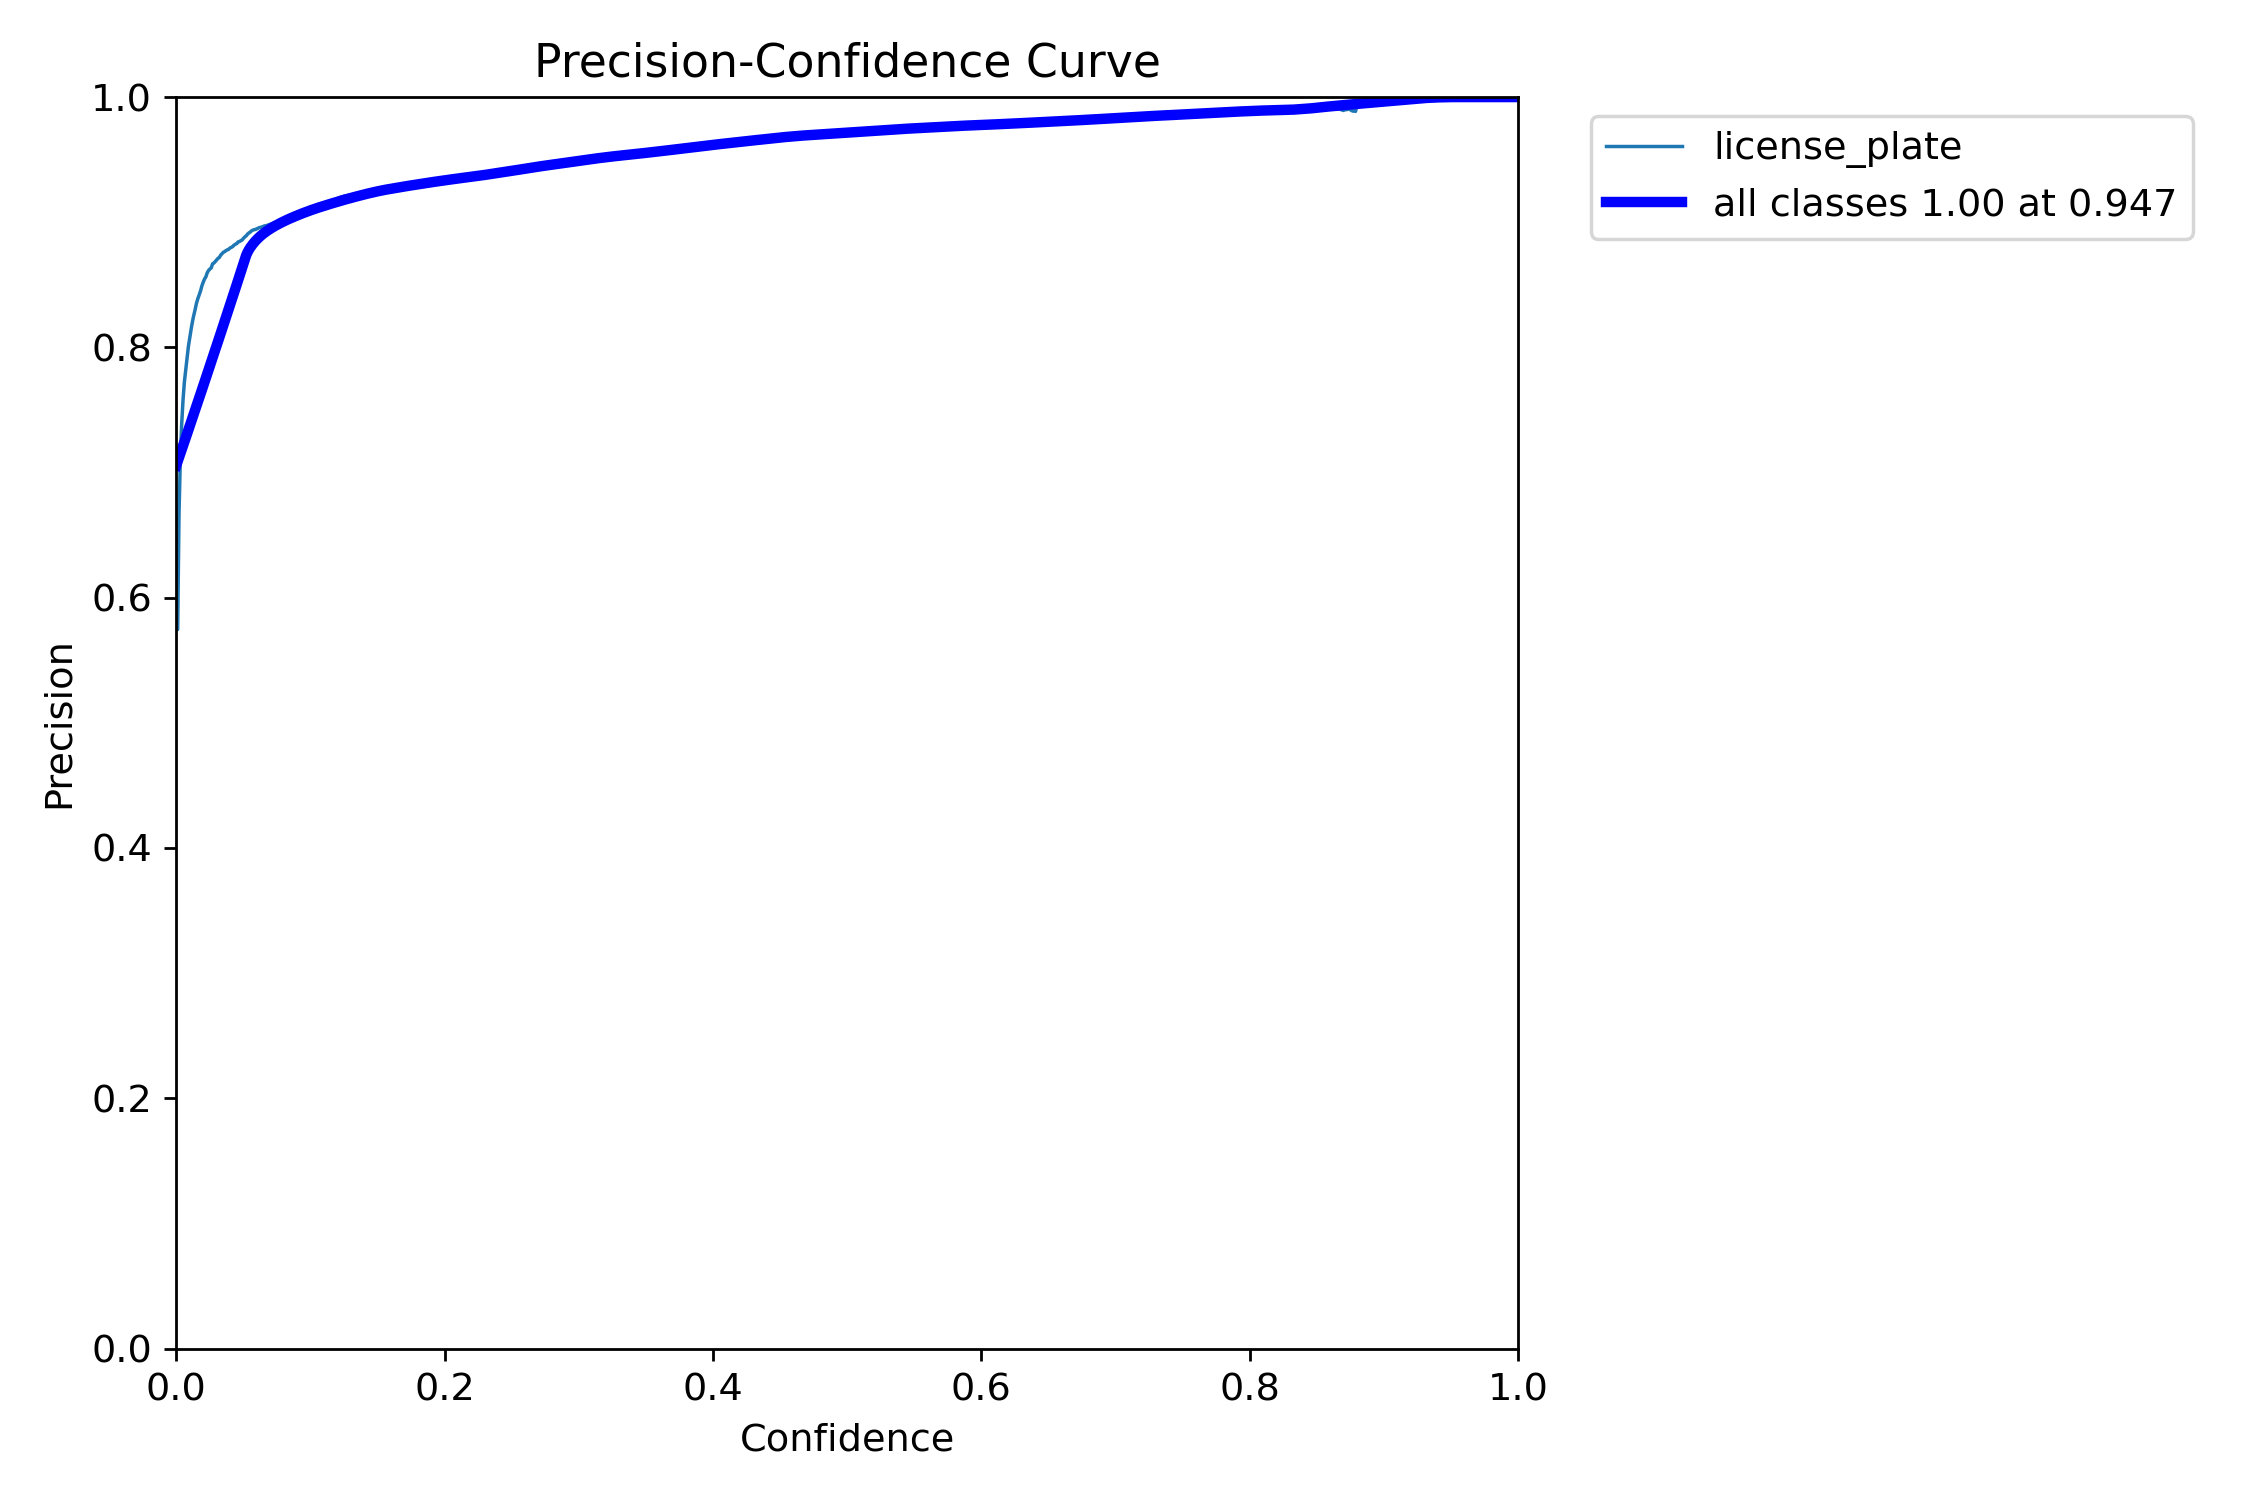 Precision-Confidence Curve
1.0
0.8
0.6
0.4
0.2
0.0
Precision
0.0 0.2 0.4 0.6 0.8 1.0
Confidence
license_plate
all classes 1.00 at 0.947